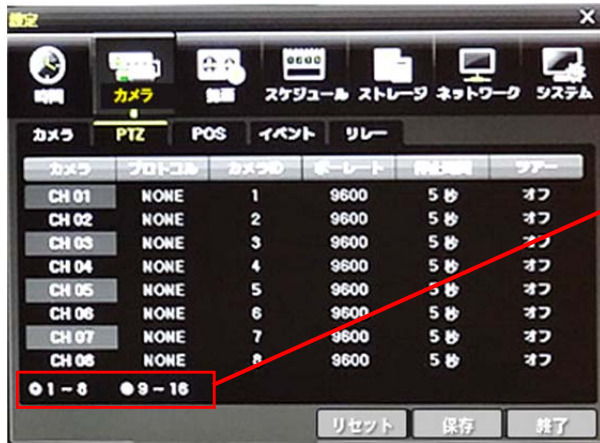 設定
時間 カメラ 録画 スケジュール ストレージ ネットワーク システム
カメラ PTZ POS イベント リレー
カメラ プロトコル カメラID ボーレート 停止時間 ツアー
CH 01 NONE 1 9600 5 秒 オフ
CH 02 NONE 2 9600 5 秒 オフ
CH 03 NONE 3 9600 5 秒 オフ
CH 04 NONE 4 9600 5 秒 オフ
CH 05 NONE 5 9600 5 秒 オフ
CH 06 NONE 6 9600 5 秒 オフ
CH 07 NONE 7 9600 5 秒 オフ
CH 08 NONE 8 9600 5 秒 オフ
1 ~ 8 9 ~ 16
リセット 保存 終了